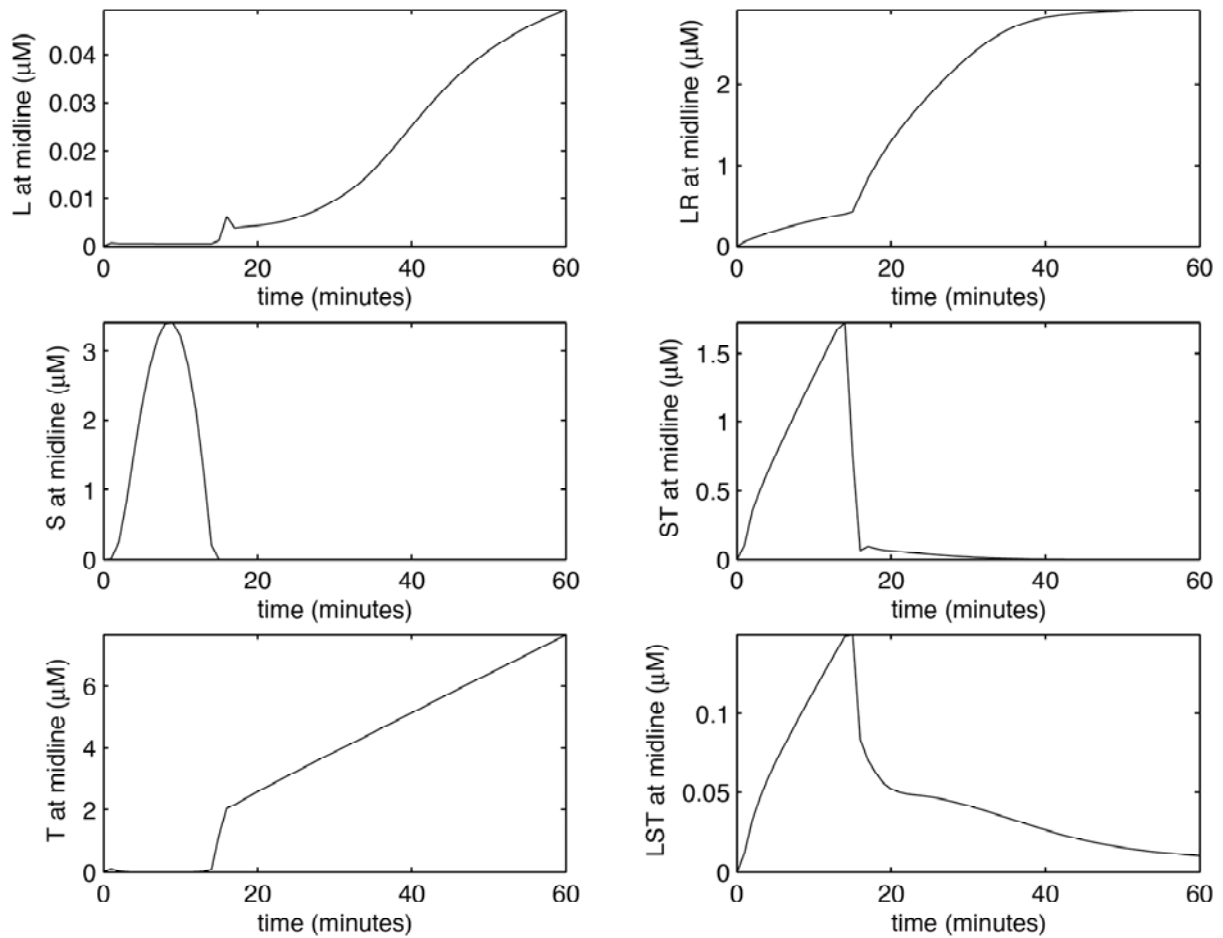 L at midline (µM)
0.04
0.03
0.02
0.01
0
0 20 40 60
time (minutes)
LR at midlline (µM)
2
1
0
0 20 40 60
time (minutes)
S at midline (µM)
3
2
1
0
0 20 40 60
time (minutes)
ST at midline (µM)
1.5
1
0.5
0
0 20 40 60
time (minutes)
T at midline (µM)
6
4
2
0
0 20 40 60
time (minutes)
LST at midline (µM)
0.1
0.05
0
0 20 40 60
time (minutes)